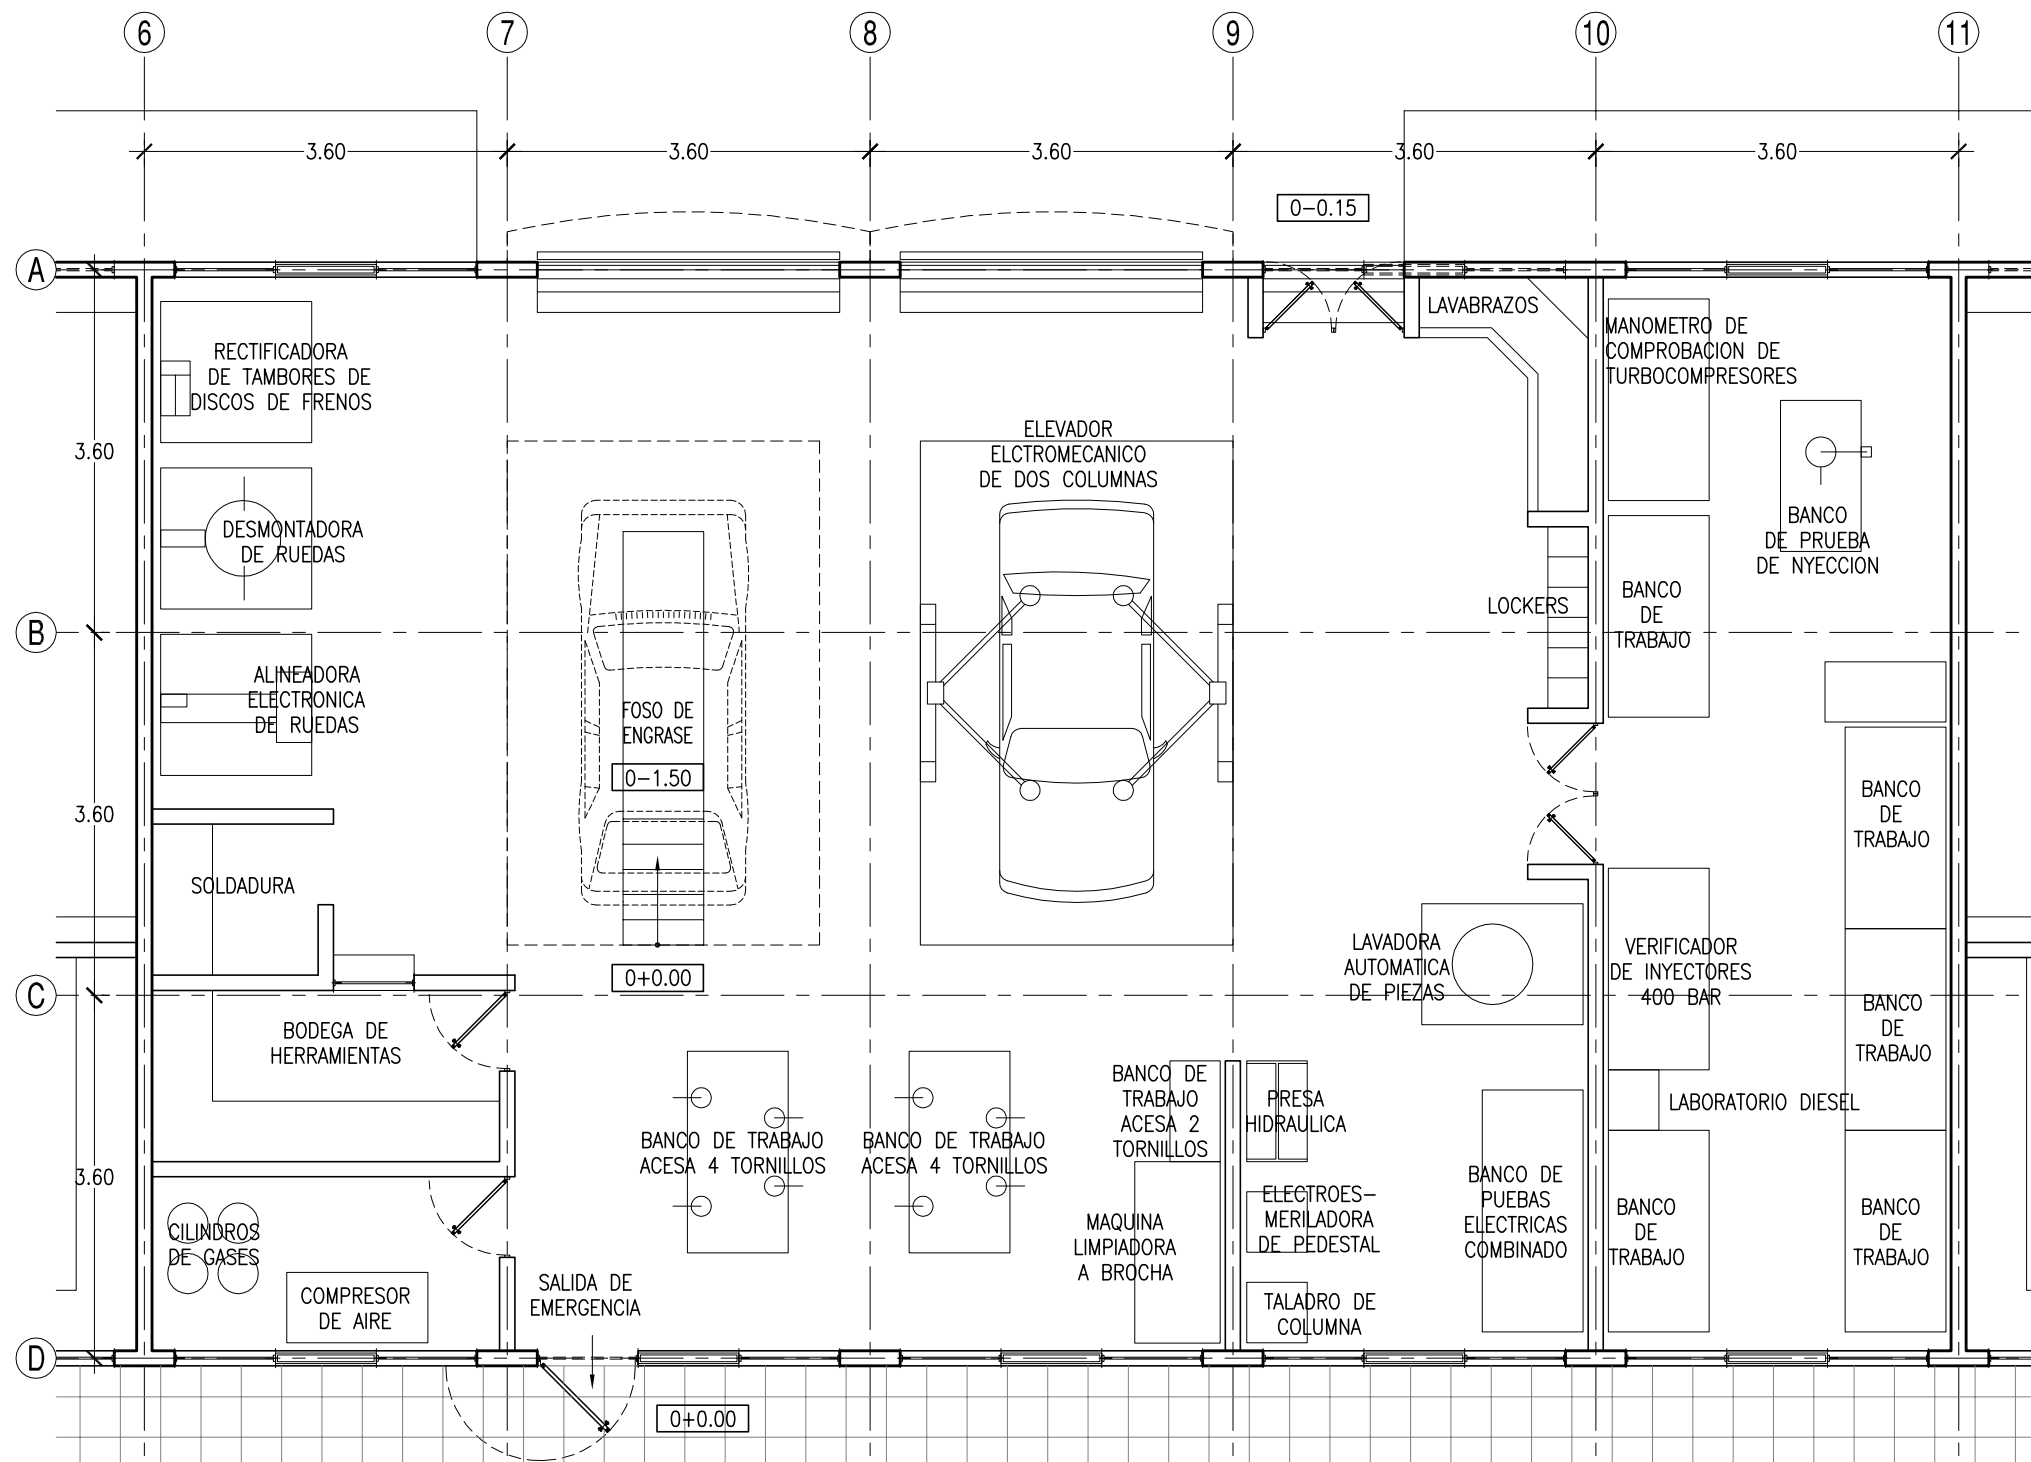 6
7
8
9
10
11
3.60
3.60
3.60
3.60
3.60
0-0.15
A
LAVABRAZOS
RECTIFICADORA
DE TAMBORES DE
DISCOS DE FRENOS
MANOMETRO DE
COMPROBACION DE
TURBOCOMPRESORES
3.60
ELEVADOR
ELCTROMECANICO
DE DOS COLUMNAS
DESMONTADORA
DE RUEDAS
BANCO
DE PRUEBA
DE NYECCION
LOCKERS
BANCO
DE
TRABAJO
B
ALINEADORA
ELECTRONICA
DE RUEDAS
FOSO DE
ENGRASE
0-1.50
3.60
BANCO
DE
TRABAJO
SOLDADURA
LAVADORA
AUTOMATICA
DE PIEZAS
VERIFICADOR
DE INYECTORES
400 BAR
0+0.00
C
BANCO
DE
TRABAJO
BODEGA DE
HERRAMIENTAS
BANCO DE
TRABAJO
ACESA 2
TORNILLOS
PRESA
HIDRAULICA
LABORATORIO DIESEL
BANCO DE TRABAJO
ACESA 4 TORNILLOS
BANCO DE TRABAJO
ACESA 4 TORNILLOS
3.60
BANCO DE
PUEBAS
ELECTRICAS
COMBINADO
ELECTROES-
MERILADORA
DE PEDESTAL
MAQUINA
LIMPIADORA
A BROCHA
BANCO
DE
TRABAJO
BANCO
DE
TRABAJO
CILINDROS
DE GASES
COMPRESOR
DE AIRE
SALIDA DE
EMERGENCIA
TALADRO DE
COLUMNA
D
0+0.00